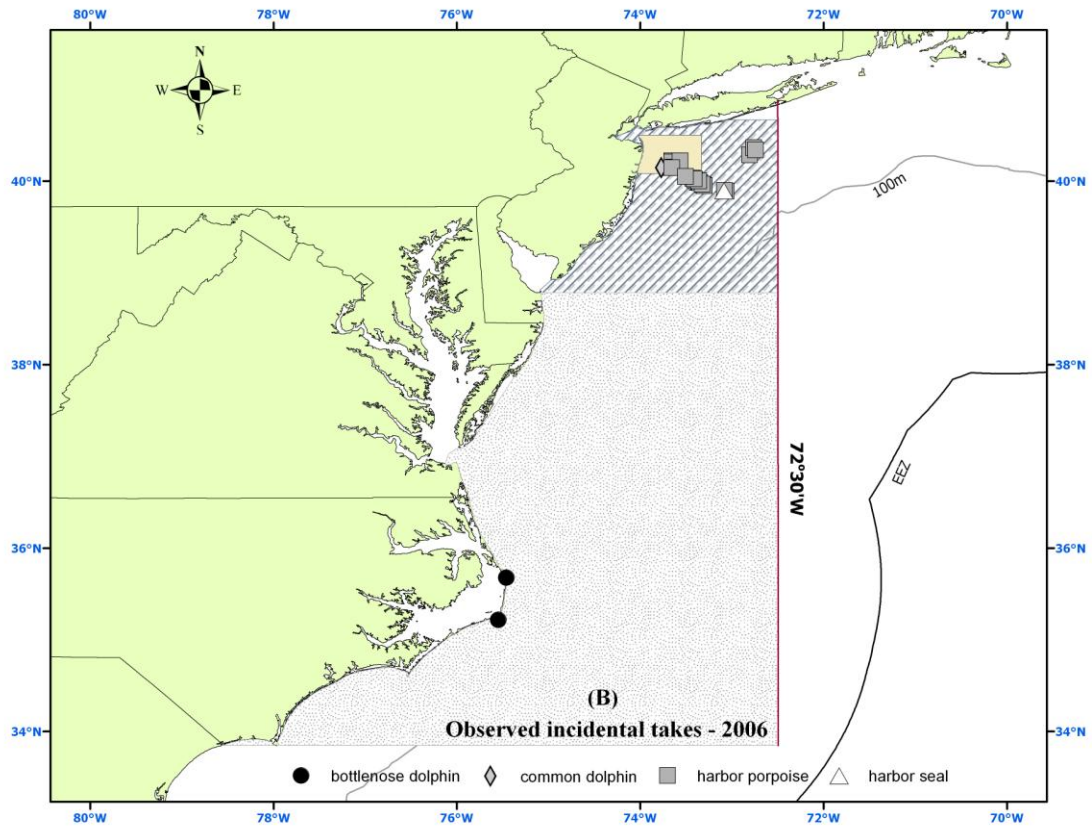 80°W 78°W 76°W 74°W 72°W 70°W
N
W E
S
40°N 40°N
100m
38°N 38°N
72°30'W
EEZ
36°N 36°N
34°N 34°N
(B)
Observed incidental takes - 2006
bottlenose dolphin common dolphin harbor porpoise harbor seal
80°W 78°W 76°W 74°W 72°W 70°W